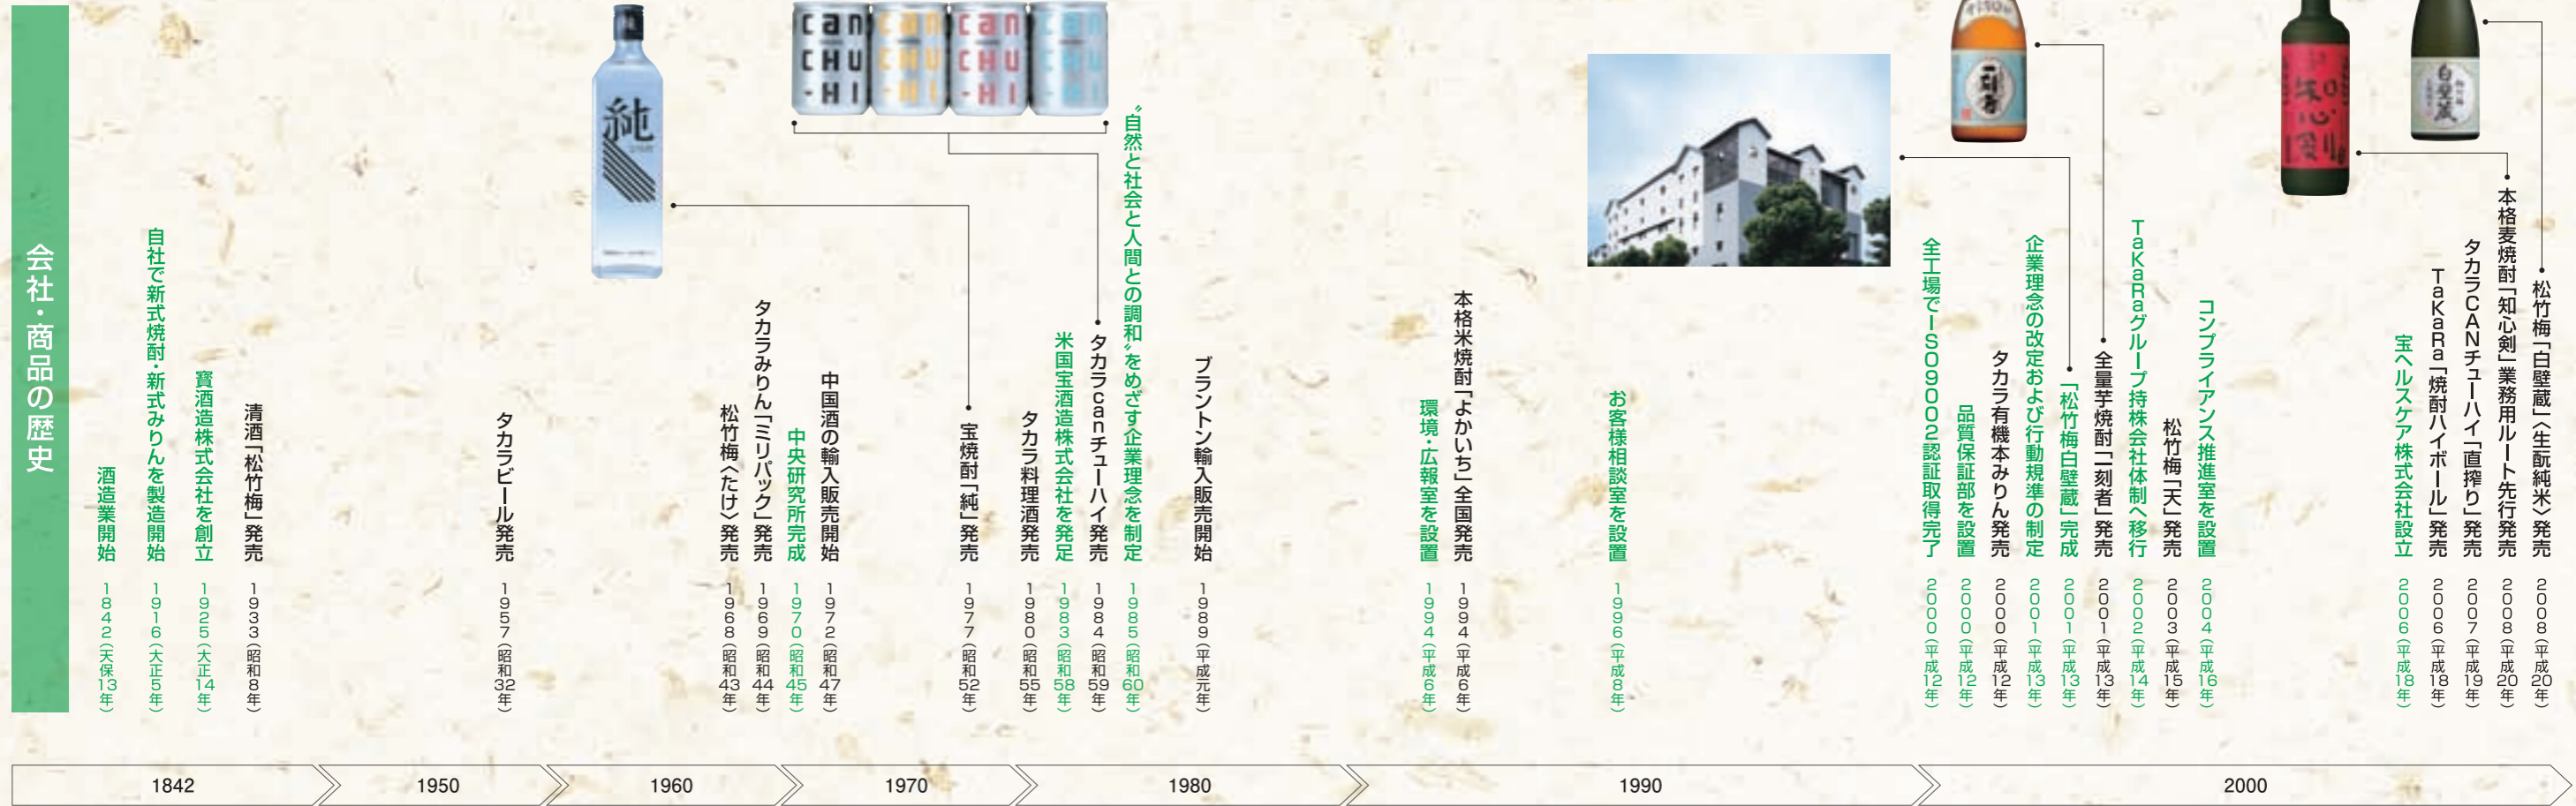 会社・商品の歴史
酒造業開始 1842（天保13年）
自社で新式焼酎・新式みりんを製造開始 1916（大正5年）
寳酒造株式会社を創立 1925（大正14年）
清酒「松竹梅」発売 1933（昭和8年）
タカラビール発売 1957（昭和32年）
松竹梅〈たけ〉発売 1968（昭和43年）
タカラみりん「ミリパック」発売 1969（昭和44年）
中央研究所完成 1970（昭和45年）
中国酒の輸入販売開始 1972（昭和47年）
宝焼酎「純」発売 1977（昭和52年）
タカラ料理酒発売 1980（昭和55年）
米国宝酒造株式会社を発足 1983（昭和58年）
タカラcanチューハイ発売 1984（昭和59年）
〝自然と社会と人間との調和〟をめざす企業理念を制定 1985（昭和60年）
ブラントン輸入販売開始 1989（平成元年）
環境・広報室を設置 1994（平成6年）
本格米焼酎「よかいち」全国発売 1994（平成6年）
お客様相談室を設置 1996（平成8年）
全工場でISO9002認証取得完了 2000（平成12年）
品質保証部を設置 2000（平成12年）
タカラ有機本みりん発売 2000（平成12年）
企業理念の改定および行動規準の制定 2001（平成13年）
「松竹梅白壁蔵」完成 2001（平成13年）
全量芋焼酎「一刻者」発売 2001（平成13年）
TaKaRaグループ持株会社体制へ移行 2002（平成14年）
松竹梅「天」発売 2003（平成15年）
コンプライアンス推進室を設置 2004（平成16年）
宝ヘルスケア株式会社設立 2006（平成18年）
TaKaRa「焼酎ハイボール」発売 2006（平成18年）
タカラCANチューハイ「直搾り」発売 2007（平成19年）
本格麦焼酎「知心剣」業務用ルート先行発売 2008（平成20年）
松竹梅「白壁蔵」〈生酛純米〉発売 2008（平成20年）
純
can
CHU
-HI
can
CHU
-HI
can
CHU
-HI
can
CHU
-HI
一刻者
知心剣
白壁蔵
1842
1950
1960
1970
1980
1990
2000